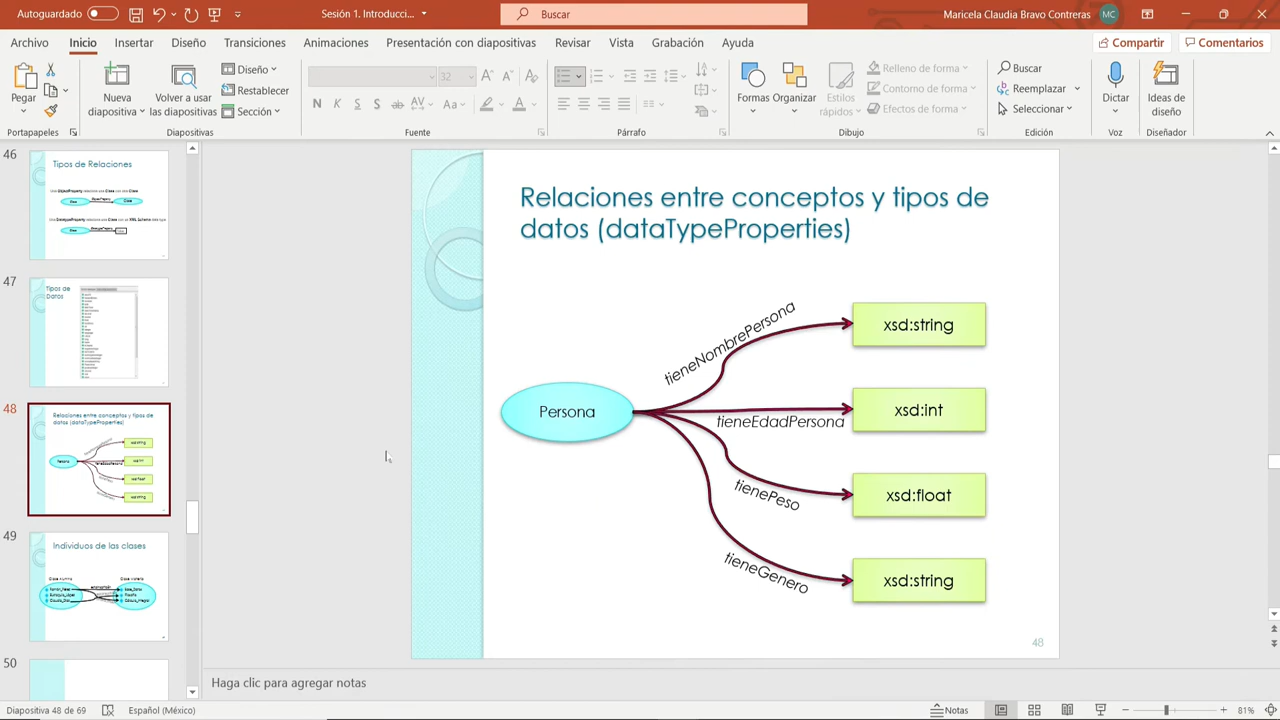 Autoguardado
Sesión 1. Introducci...
Buscar
Maricela Claudia Bravo Contreras
MC
Archivo
Inicio
Insertar
Diseño
Transiciones
Animaciones
Presentación con diapositivas
Revisar
Vista
Grabación
Ayuda
Compartir
Comentarios
Pegar
Nueva diapositiva
Volver a usar las diapositivas
Diseño
Restablecer
Sección
32
N K S S ab AV Aa A
Formas
Organizar
Estilos rápidos
Relleno de forma
Contorno de forma
Efectos de forma
Buscar
Reemplazar
Seleccionar
Dictar
Ideas de diseño
Portapapeles
Diapositivas
Fuente
Párrafo
Dibujo
Edición
Voz
Diseñador
46
Tipos de Relaciones
47
Tipos de
Datos
48
Relaciones entre conceptos y tipos de
datos (dataTypeProperties)
Persona
49
Individuos de las clases
50
Relaciones entre conceptos y tipos de
datos (dataTypeProperties)
Persona
tieneNombrePersona
xsd:string
tieneEdadPersona
xsd:int
tienePeso
xsd:float
tieneGenero
xsd:string
48
Haga clic para agregar notas
Diapositiva 48 de 69
Español (México)
Notas
81%